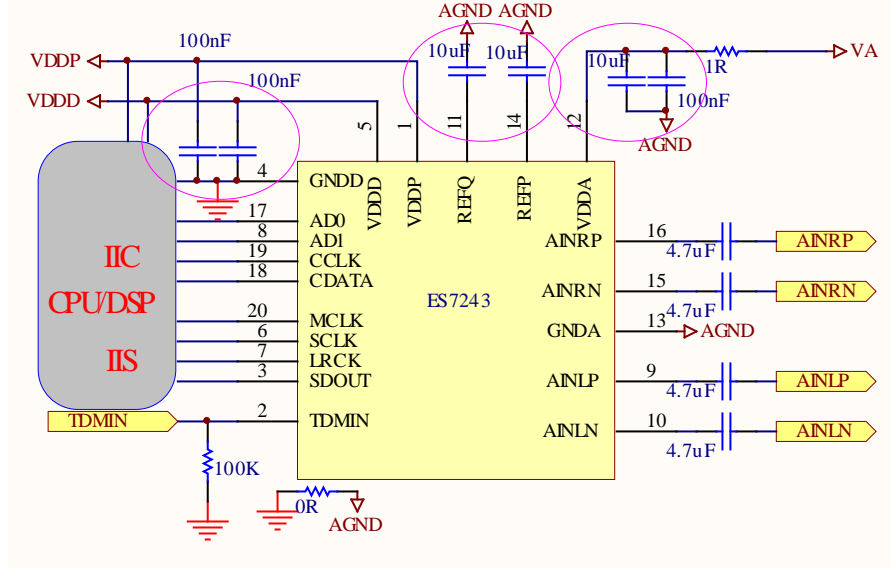 AGND AGND
100nF
10uF 10uF
VDDP
10uF 1R VA
100nF
VDDD
100nF
5 1 11 14 12
AGND
4 GNDD
VDDD VDDP REFQ REFP VDDA
17 AD0
8 AD1
19 CCLK
18 CDATA
IIC
CPU/DSP
IIS
20 MCLK
6 SCLK
7 LRCK
3 SDOUT
TDMIN 2 TDMIN
ES7243
AINRP 16 4.7uF AINRP
AINRN 15 4.7uF AINRN
GNDA 13 AGND
AINLP 9 4.7uF AINLP
AINLN 10 4.7uF AINLN
100K
0R
AGND